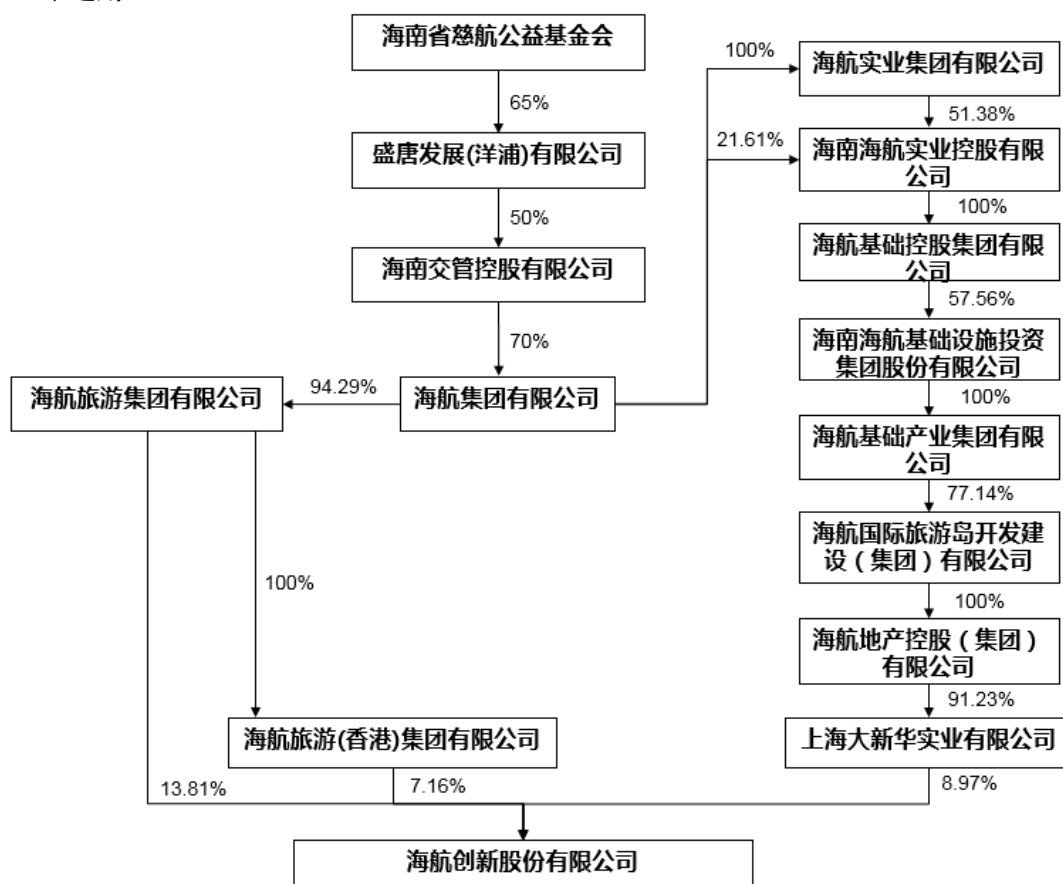 海南省慈航公益基金会
65%
盛唐发展(洋浦)有限公司
50%
海南交管控股有限公司
70%
海航集团有限公司
94.29%
海航旅游集团有限公司
100%
海航旅游(香港)集团有限公司
100%
海航实业集团有限公司
51.38%
21.61%
海南海航实业控股有限
公司
100%
海航基础控股集团有限
公司
57.56%
海南海航基础设施投资
集团股份有限公司
100%
海航基础产业集团有限
公司
77.14%
海航国际旅游岛开发建
设（集团）有限公司
100%
海航地产控股（集团）
有限公司
91.23%
上海大新华实业有限公司
13.81%
7.16%
8.97%
海航创新股份有限公司